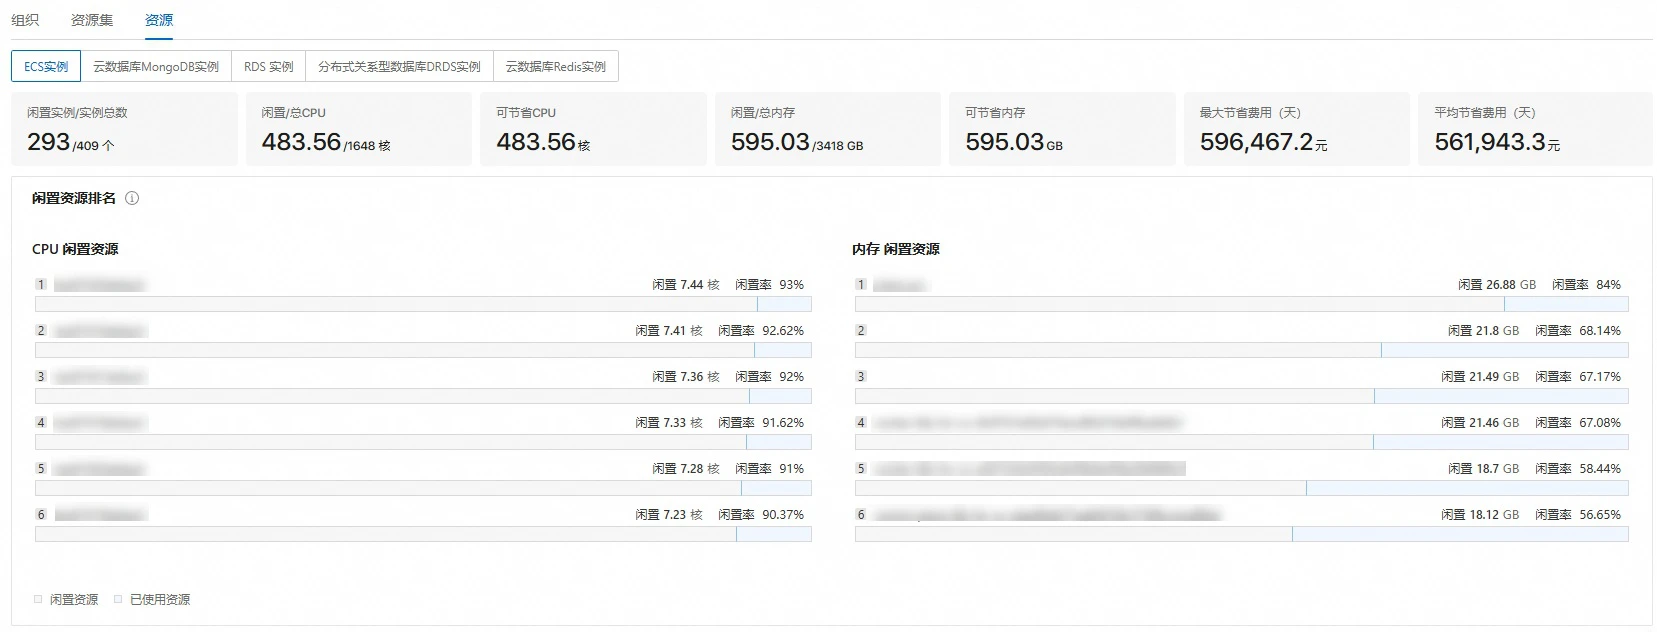 组织 资源集 资源
ECS实例 云数据库MongoDB实例 RDS 实例 分布式关系型数据库DRDS实例 云数据库Redis实例
闲置实例/实例总数 闲置/总CPU 可节省CPU 闲置/总内存 可节省内存 最大节省费用（天） 平均节省费用（天）
293/409 个 483.56/1648 核 483.56核 595.03/3418 GB 595.03GB 596,467.2元 561,943.3元
闲置资源排名
CPU 闲置资源
1 闲置 7.44 核 闲置率 93%
2 闲置 7.41 核 闲置率 92.62%
3 闲置 7.36 核 闲置率 92%
4 闲置 7.33 核 闲置率 91.62%
5 闲置 7.28 核 闲置率 91%
6 闲置 7.23 核 闲置率 90.37%
内存 闲置资源
1 闲置 26.88 GB 闲置率 84%
2 闲置 21.8 GB 闲置率 68.14%
3 闲置 21.49 GB 闲置率 67.17%
4 闲置 21.46 GB 闲置率 67.08%
5 闲置 18.7 GB 闲置率 58.44%
6 闲置 18.12 GB 闲置率 56.65%
闲置资源 已使用资源